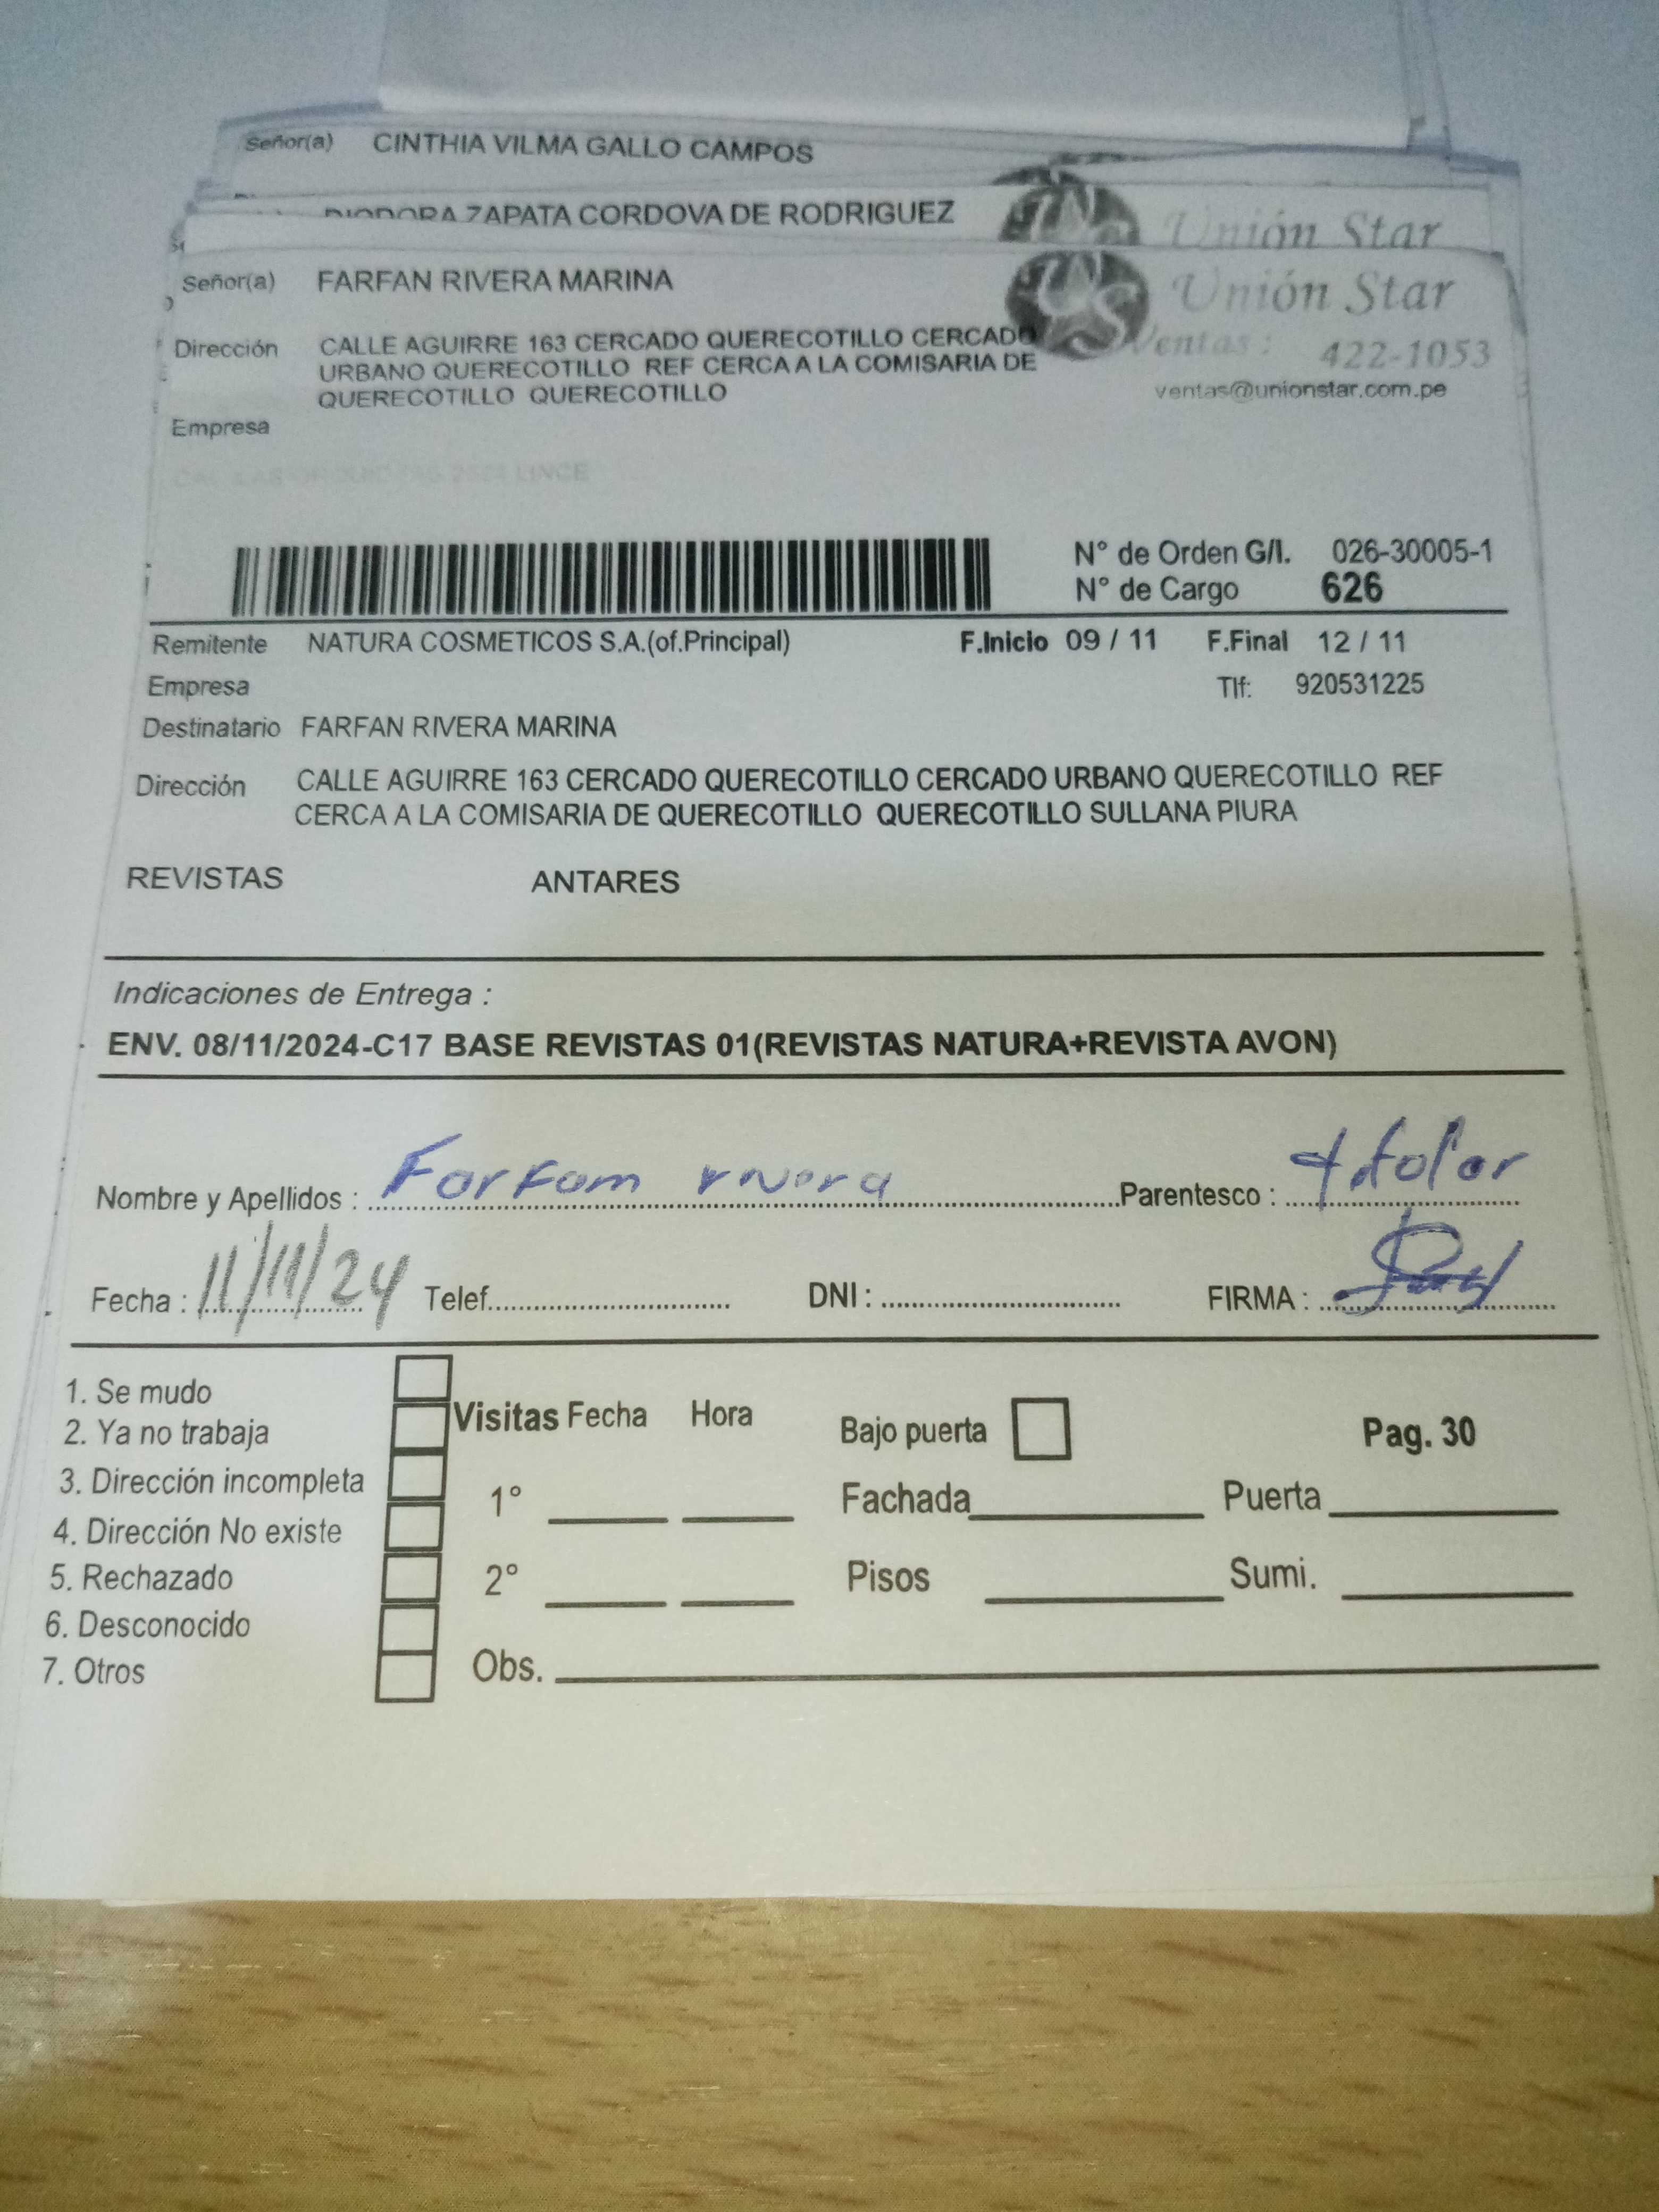 Señor(a) CINTHIA VILMA GALLO CAMPOS
DIODORA ZAPATA CORDOVA DE RODRIGUEZ
Unión Star
Señor(a) FARFAN RIVERA MARINA
Unión Star
Dirección CALLE AGUIRRE 163 CERCADO QUERECOTILLO CERCADO
URBANO QUERECOTILLO REF CERCA A LA COMISARIA DE
QUERECOTILLO QUERECOTILLO
Ventas: 422-1053
ventas@unionstar.com.pe
Empresa
N° de Orden G/I. 026-30005-1
N° de Cargo 626
Remitente NATURA COSMETICOS S.A.(of.Principal) F.Inicio 09 / 11 F.Final 12 / 11
Empresa Tlf: 920531225
Destinatario FARFAN RIVERA MARINA
Dirección CALLE AGUIRRE 163 CERCADO QUERECOTILLO CERCADO URBANO QUERECOTILLO REF
CERCA A LA COMISARIA DE QUERECOTILLO QUERECOTILLO SULLANA PIURA
REVISTAS ANTARES
Indicaciones de Entrega :
ENV. 08/11/2024-C17 BASE REVISTAS 01(REVISTAS NATURA+REVISTA AVON)
Nombre y Apellidos : Forfom Parentesco : titolor
Fecha : 11/11/24 Telef. DNI : FIRMA :
1. Se mudo
2. Ya no trabaja
3. Dirección incompleta
4. Dirección No existe
5. Rechazado
6. Desconocido
7. Otros
Visitas Fecha Hora
1°
2°
Bajo puerta Pag. 30
Fachada Puerta
Pisos Sumi.
Obs.